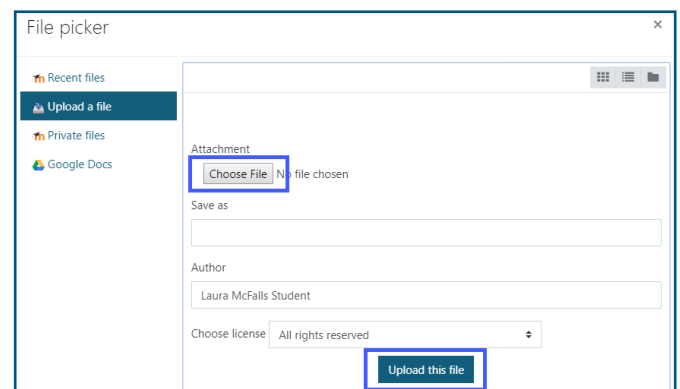 File picker
×
Recent files
Upload a file
Private files
Google Docs
Attachment
Choose File No file chosen
Save as
Author
Laura McFalls Student
Choose license All rights reserved
Upload this file